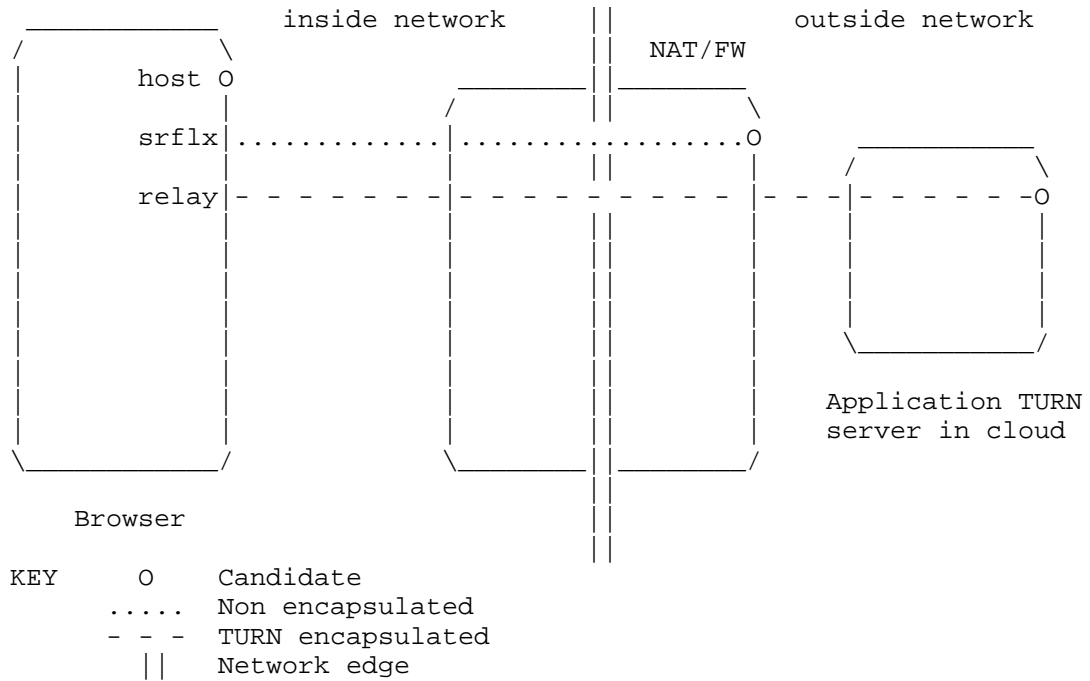 inside network || outside network
NAT/FW
host O
srflx|.............|..................O
relay|- - - - - - -|- - - - - - - - - |- - -|- - - - - -O
Application TURN
server in cloud
Browser
KEY O Candidate
..... Non encapsulated
- - - TURN encapsulated
|| Network edge